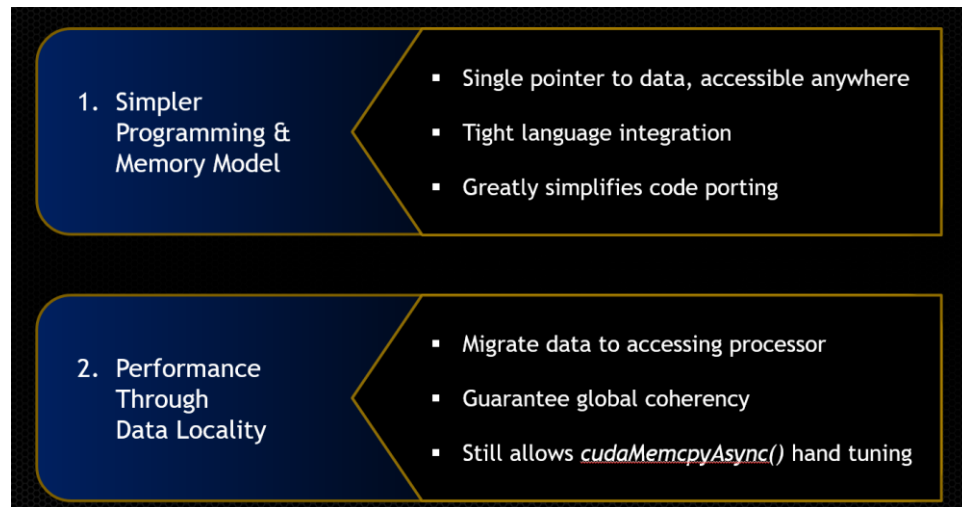 1. Simpler
Programming &
Memory Model
▪ Single pointer to data, accessible anywhere
▪ Tight language integration
▪ Greatly simplifies code porting
2. Performance
Through
Data Locality
▪ Migrate data to accessing processor
▪ Guarantee global coherency
▪ Still allows cudaMemcpyAsync() hand tuning